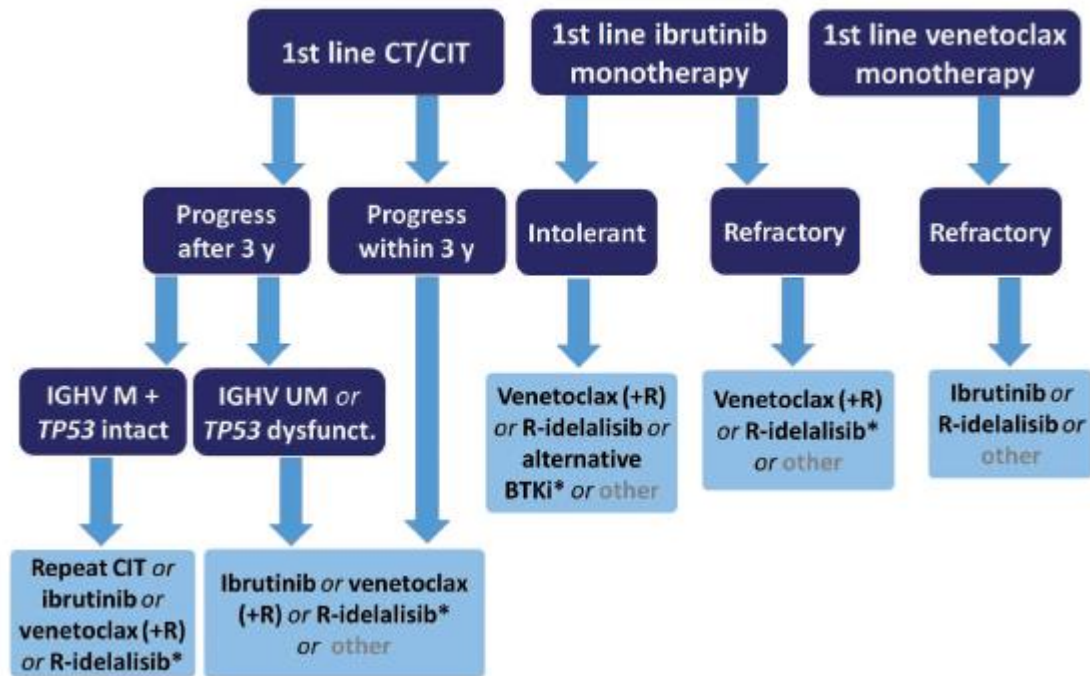 1st line CT/CIT
1st line ibrutinib
monotherapy
1st line venetoclax
monotherapy
Progress
after 3 y
Progress
within 3 y
Intolerant
Refractory
Refractory
IGHV M +
TP53 intact
IGHV UM or
TP53 dysfunct.
Venetoclax (+R)
or R-idelalisib or
alternative
BTKi* or other
Venetoclax (+R)
or R-idelalisib*
or other
Ibrutinib or
R-idelalisib or
other
Repeat CIT or
ibrutinib or
venetoclax (+R)
or R-idelalisib*
Ibrutinib or venetoclax
(+R) or R-idelalisib*
or other